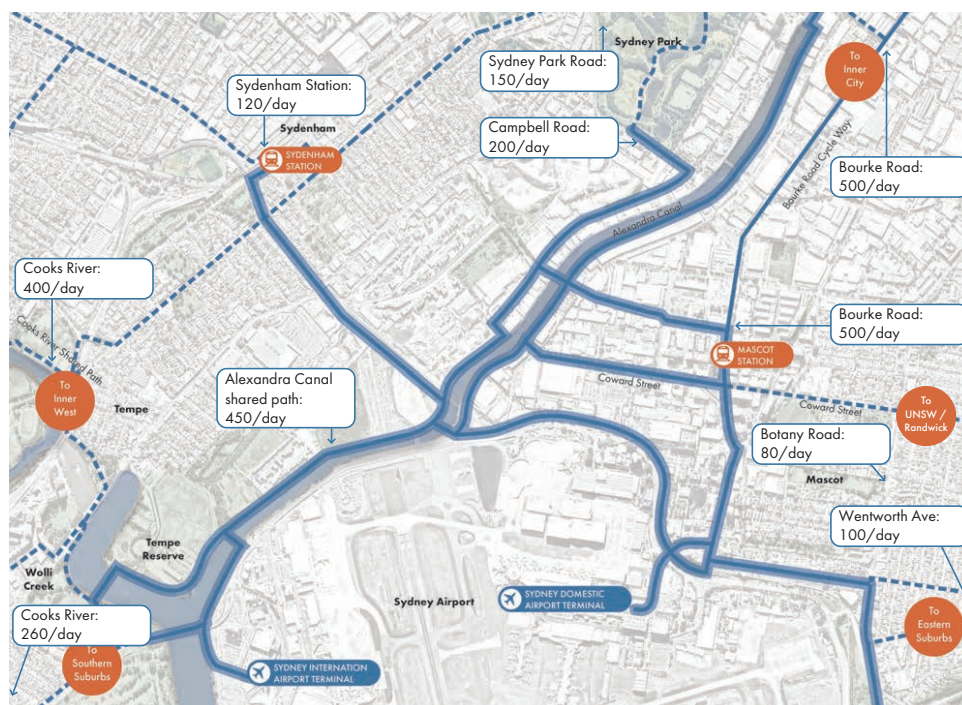 Sydney Park
To
Inner
City
Sydney Park Road:
150/day
Sydenham Station:
120/day
Sydenham
SYDENHAM
STATION
Campbell Road:
200/day
Bourke Road Cycle Way
Bourke Road:
500/day
Alexandra Canal
Cooks River:
400/day
Cooks River Shared Path
Bourke Road:
500/day
MASCOT
STATION
To
Inner
West
Tempe
Alexandra Canal
shared path:
450/day
Coward Street
Coward Street
To
UNSW /
Randwick
Botany Road:
80/day
Mascot
Wentworth Ave:
100/day
Tempe
Reserve
Wolli
Creek
Sydney Airport
SYDNEY DOMESTIC
AIRPORT TERMINAL
To
Eastern
Suburbs
Cooks River:
260/day
To
Southern
Suburbs
SYDNEY INTERNATION
AIRPORT TERMINAL